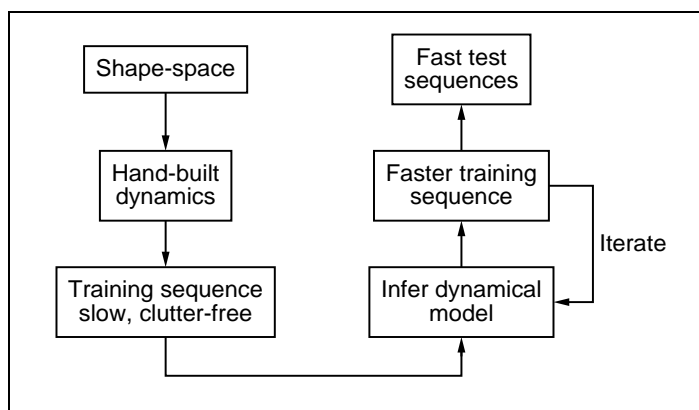 Shape-space
Hand-built
dynamics
Training sequence
slow, clutter-free
Fast test
sequences
Faster training
sequence
Iterate
Infer dynamical
model